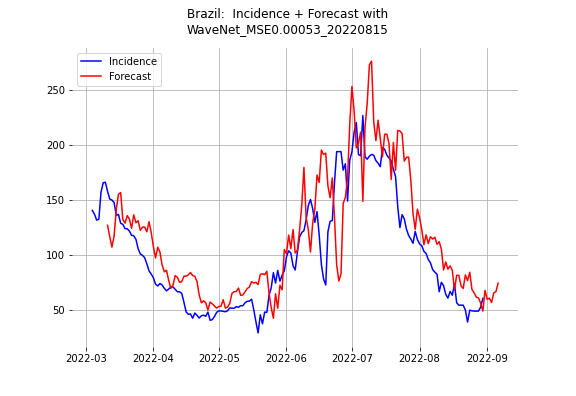 Brazil:  Incidence + Forecast with
WaveNet_MSE0.00053_20220815
Incidence
Forecast
250
200
150
100
50
2022-03 2022-04 2022-05 2022-06 2022-07 2022-08 2022-09